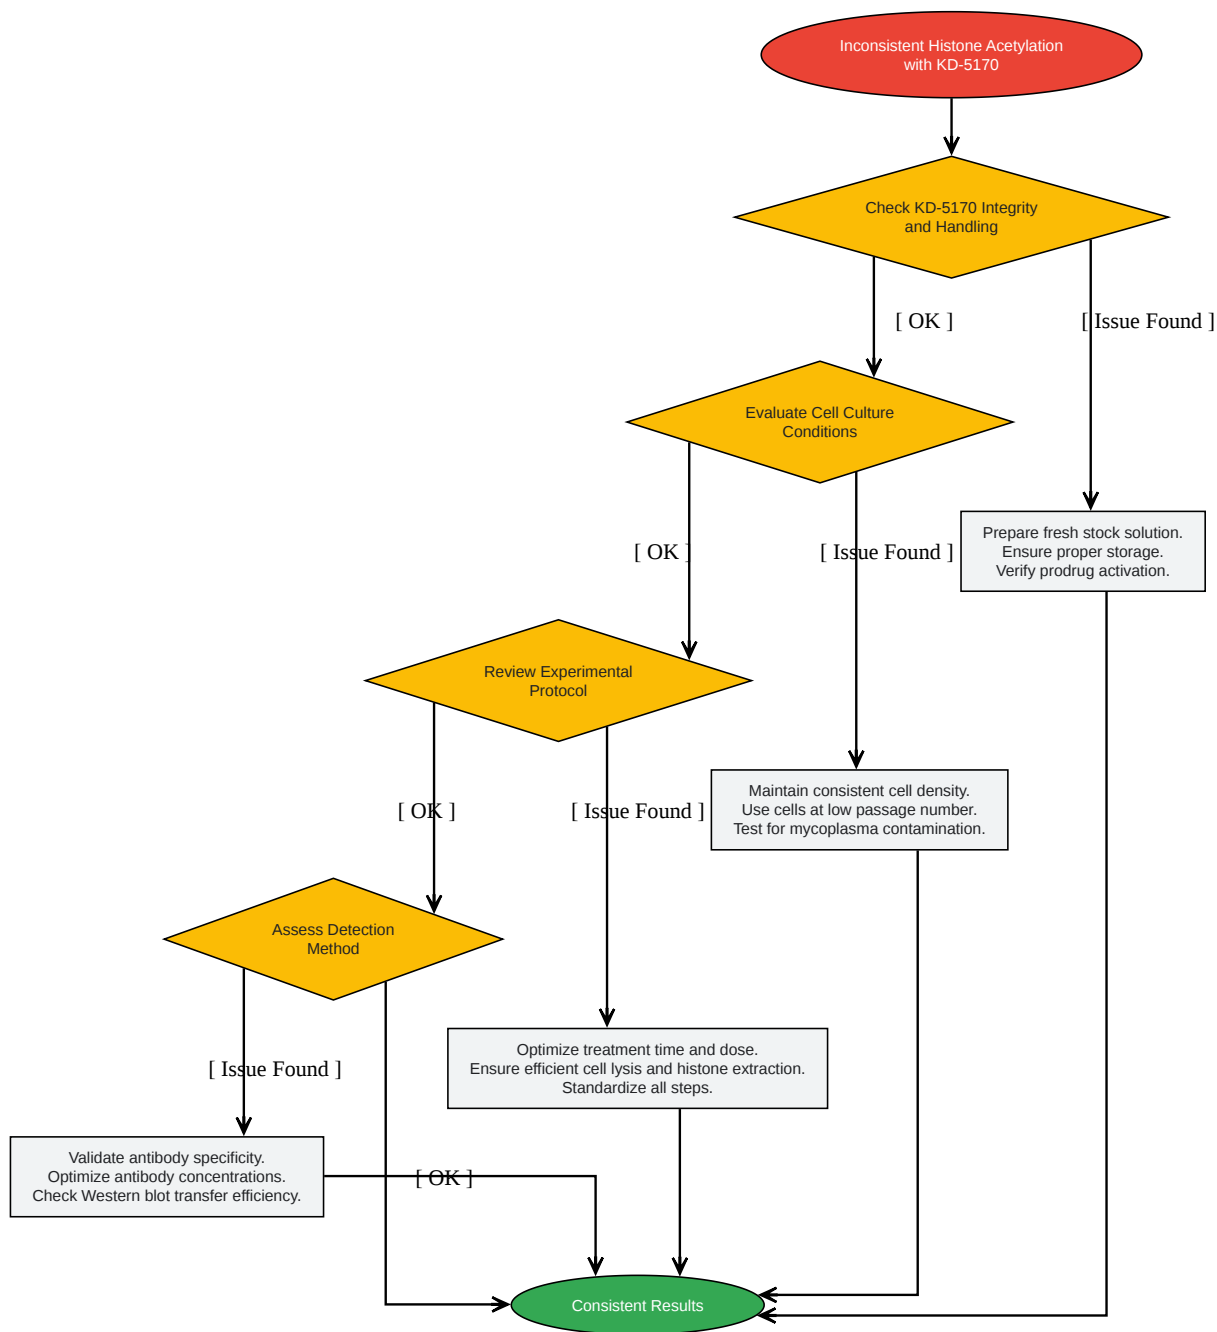 Inconsistent Histone Acetylation
with KD-5170
Check KD-5170 Integrity
and Handling
[ OK ]
[ Issue Found ]
Evaluate Cell Culture
Conditions
Prepare fresh stock solution.
Ensure proper storage.
Verify prodrug activation.
[ OK ]
[ Issue Found ]
Review Experimental
Protocol
Maintain consistent cell density.
Use cells at low passage number.
Test for mycoplasma contamination.
[ OK ]
[ Issue Found ]
Assess Detection
Method
Optimize treatment time and dose.
Ensure efficient cell lysis and histone extraction.
Standardize all steps.
[ Issue Found ]
Validate antibody specificity.
Optimize antibody concentrations.
Check Western blot transfer efficiency.
[ OK ]
Consistent Results